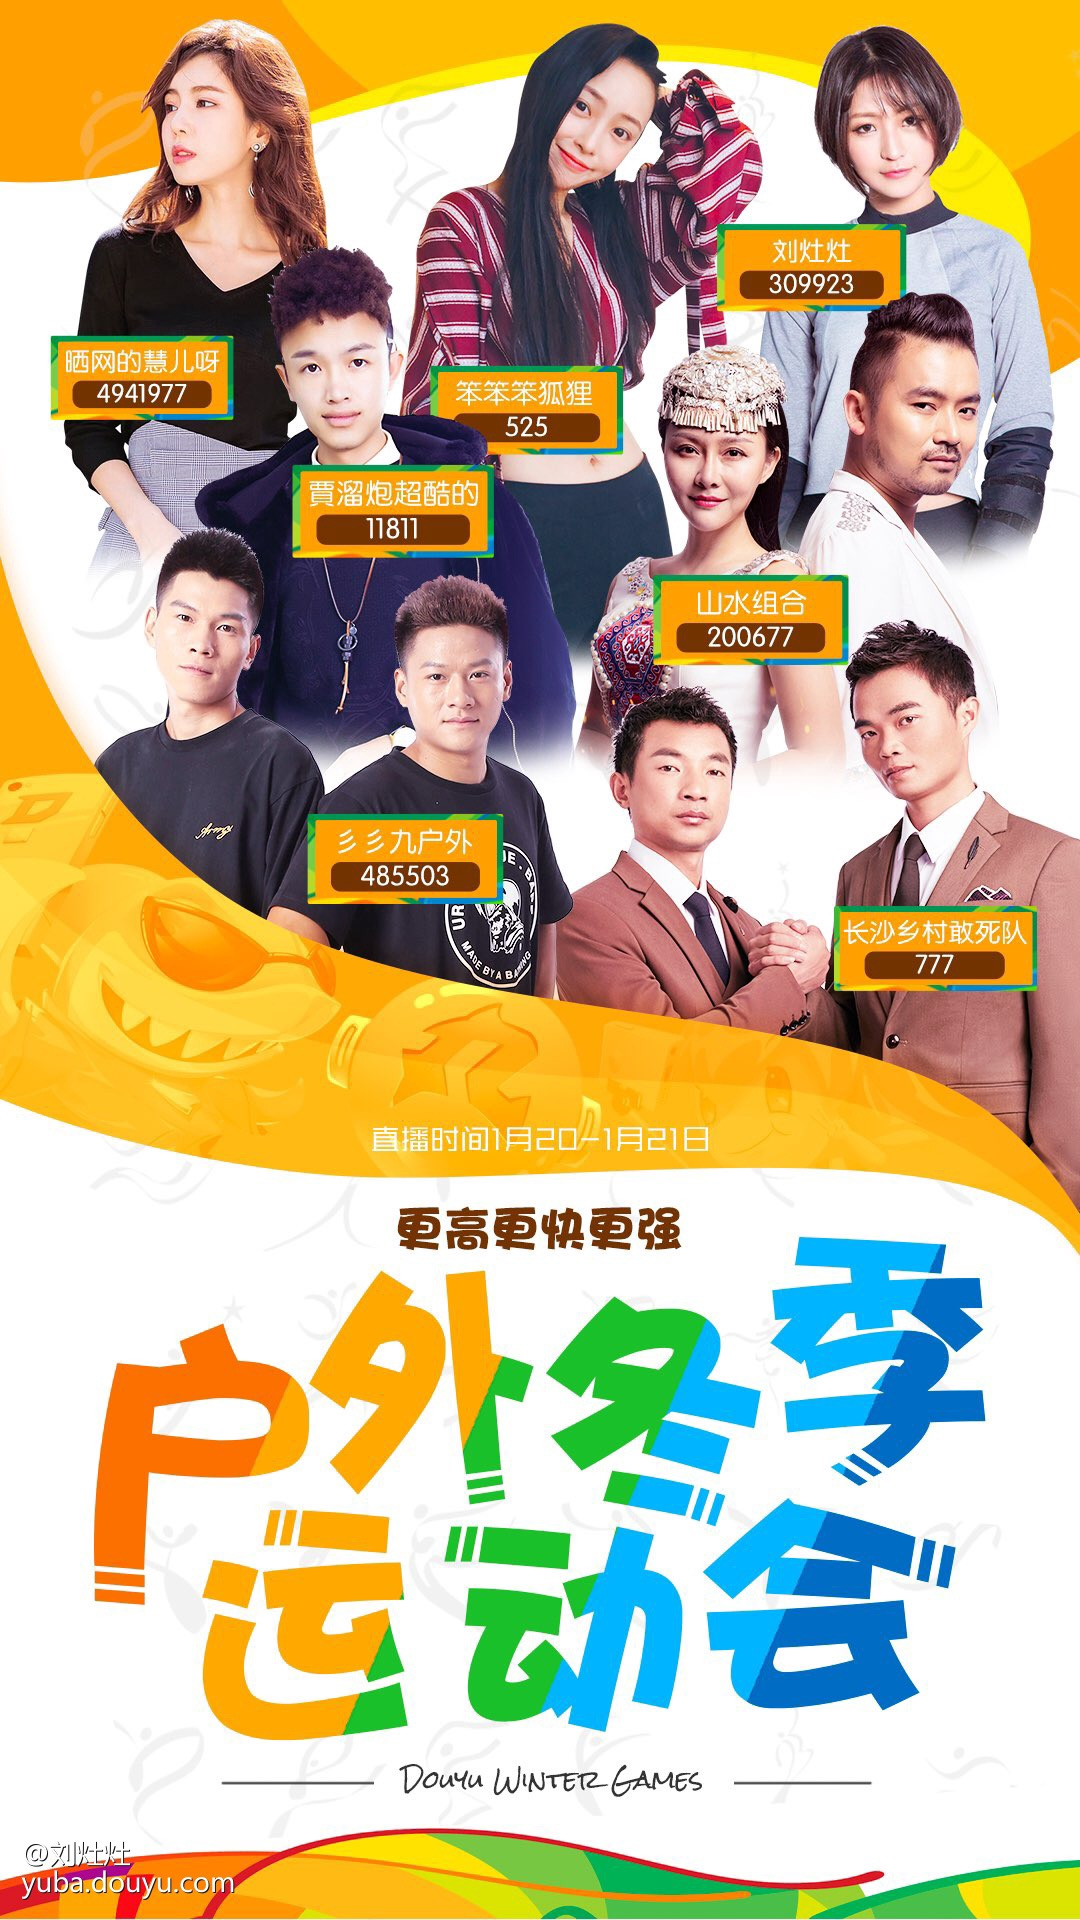 刘灶灶
309923
晒网的慧儿呀
4941977
笨笨笨狐狸
525
賈溜炮超酷的
11811
山水组合
200677
彡彡九户外
485503
长沙乡村敢死队
777
直播时间1月20-1月21日
更高更快更强
户外冬季
运动会
DOUYU WINTER GAMES
@刘灶灶
yuba.douyu.com